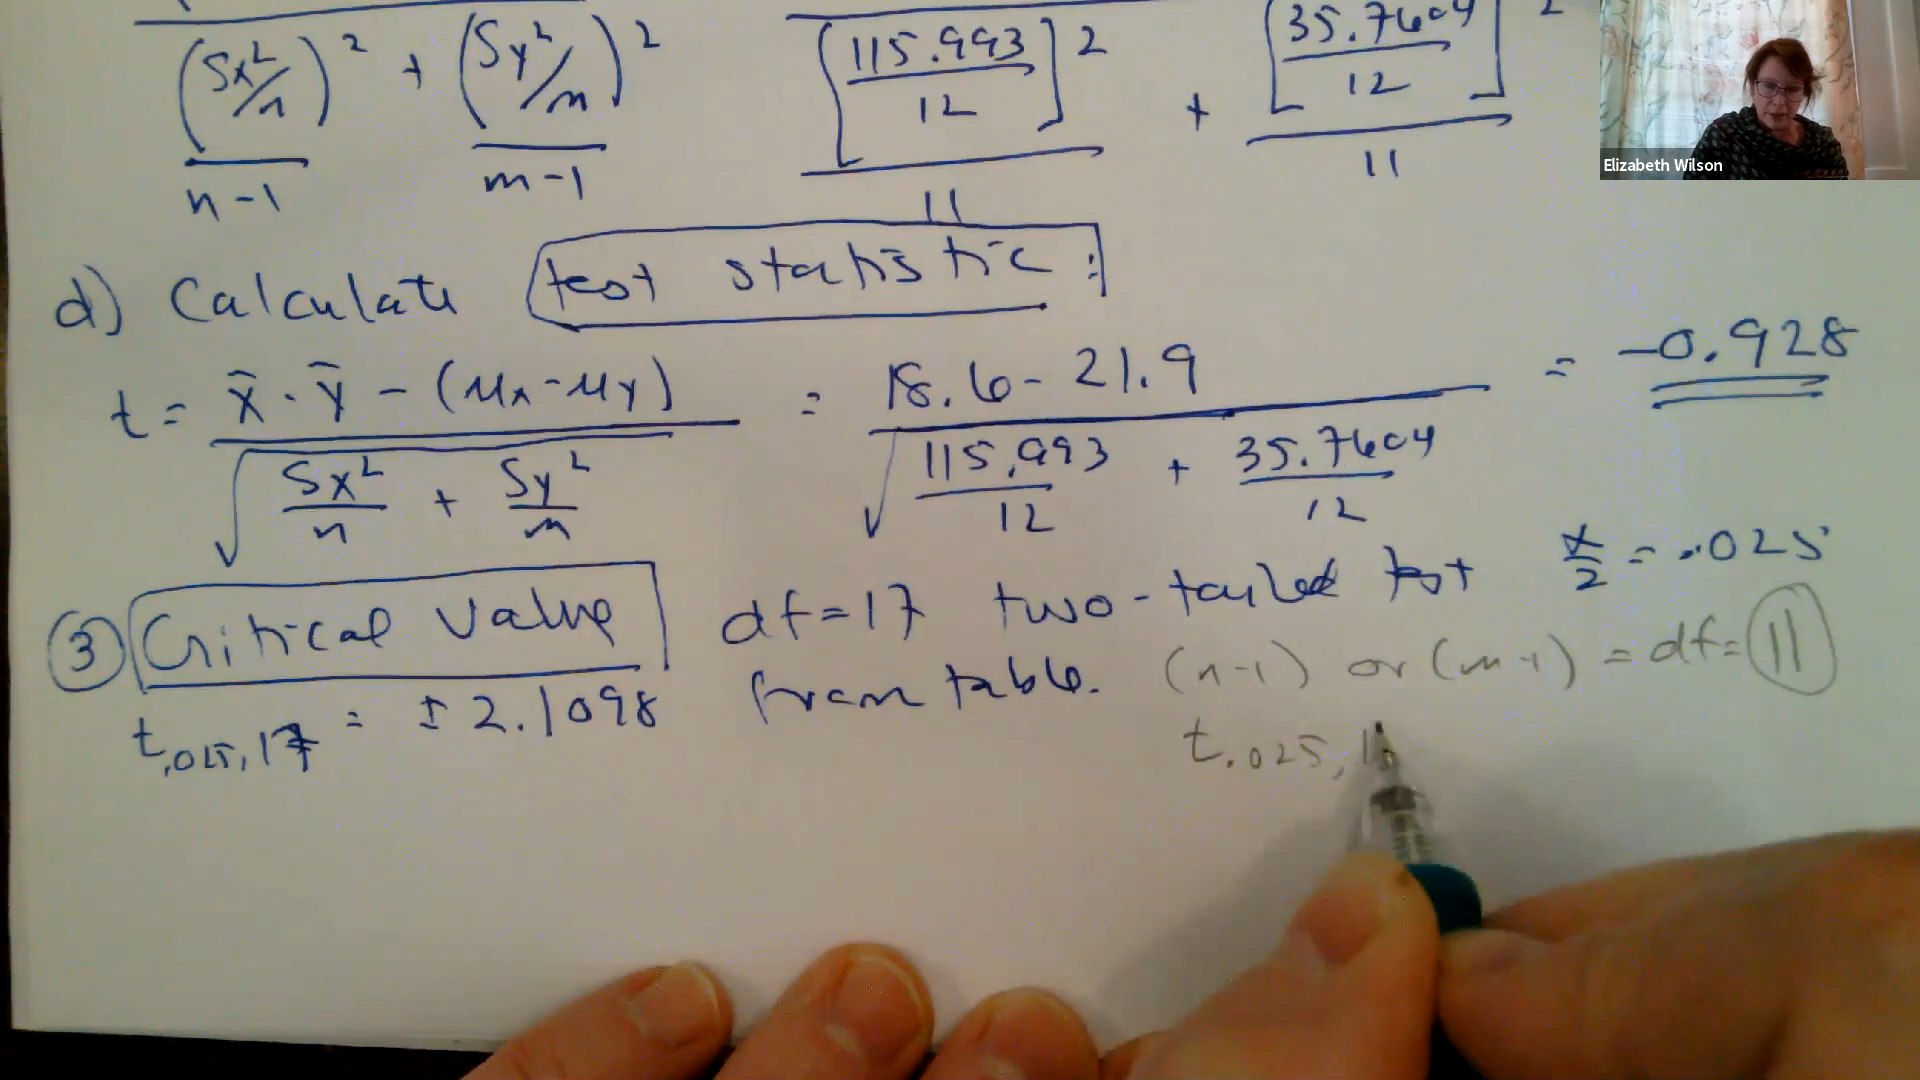 (Sx²/n)² + (Sy²/m)² [115.993/12]² + [35.7604/12]²
n-1 m-1 11 11
Elizabeth Wilson
d) Calculate test statistic:
t = x̄ · ȳ - (μx-μy) / √(Sx²/n + Sy²/m) = 18.6 - 21.9 / √(115.993/12 + 35.7604/12) = -0.928
③ Critical Value df=17 two-tailed test α/2 = .025
t.025,17 = ± 2.1098 from table. (n-1) or (m-1) = df= 11
t.025, 1